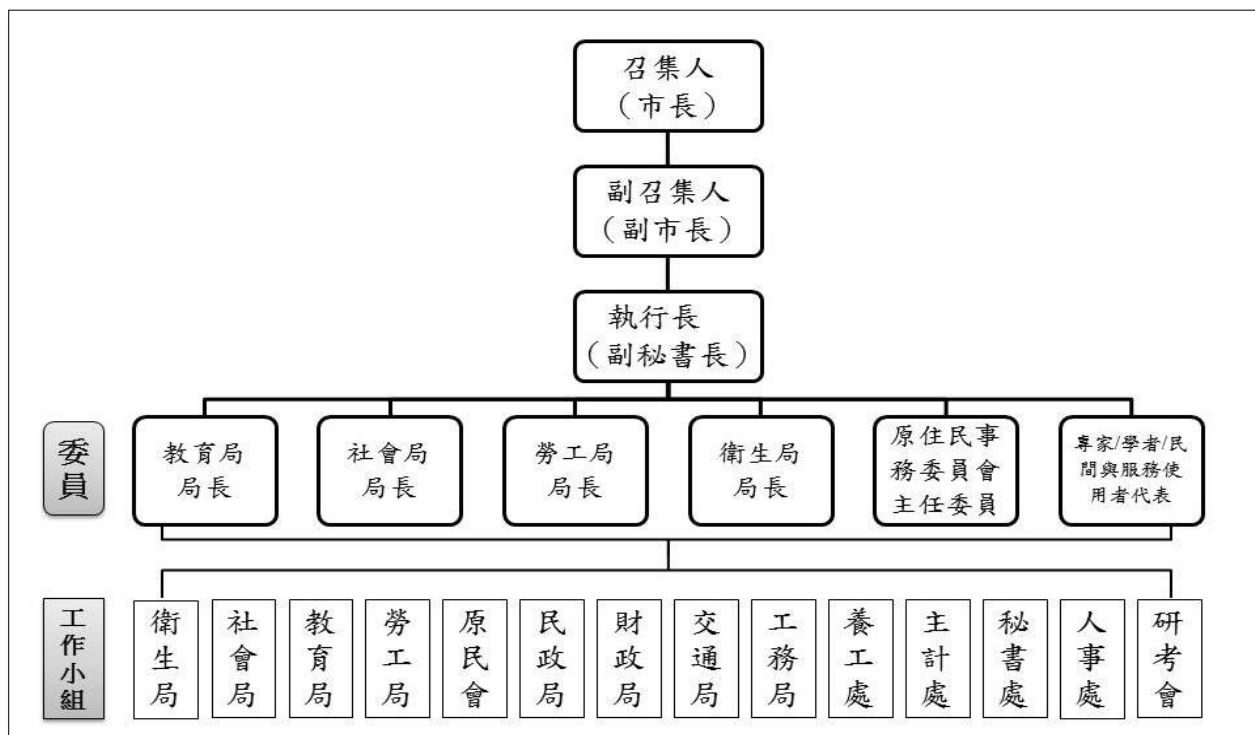 召集人
（市長）
副召集人
（副市長）
執行長
（副秘書長）
委員
教育局
局長
社會局
局長
勞工局
局長
衛生局
局長
原住民事
務委員會
主任委員
專家/學者/民
間與服務使
用者代表
工作小組
衛生局
社會局
教育局
勞工局
原民會
民政局
財政局
交通局
工務局
養工處
主計處
秘書處
人事處
研考會